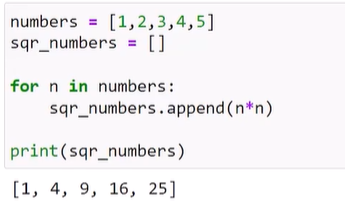 numbers = [1,2,3,4,5]
sqr_numbers = []
for n in numbers:
    sqr_numbers.append(n*n)
print(sqr_numbers)
[1, 4, 9, 16, 25]